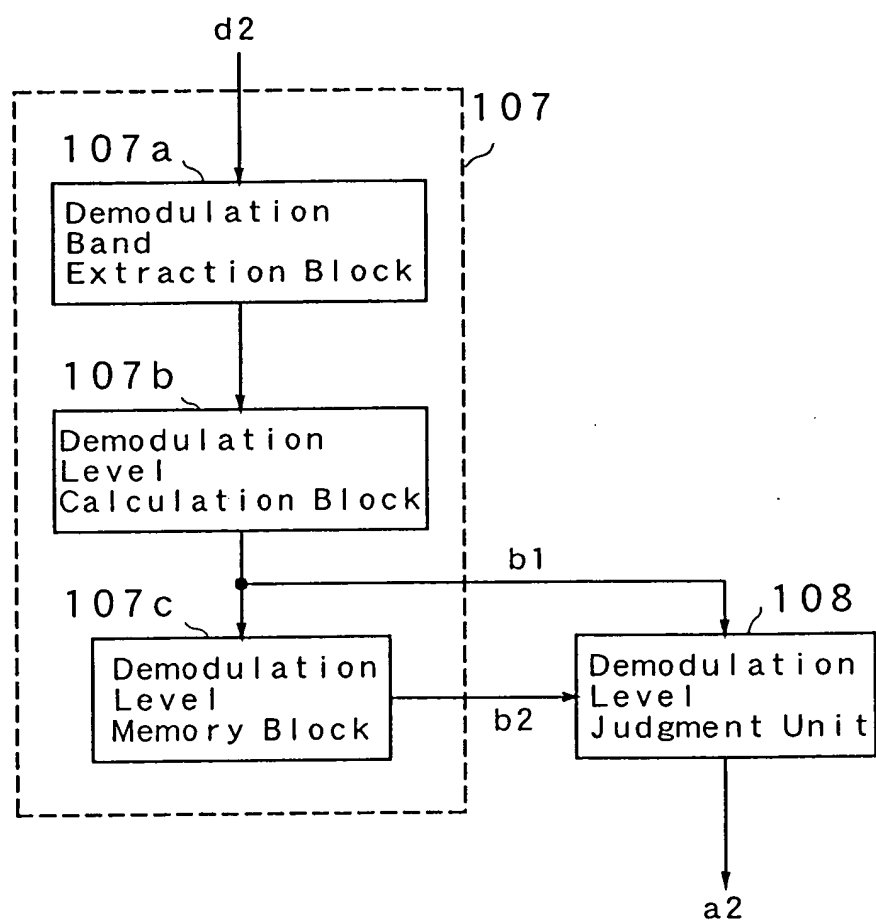 d2
107
107a
Demodulation
Band
Extraction Block
107b
Demodulation
Level
Calculation Block
b1
107c
108
Demodulation
Level
Memory Block
b2
Demodulation
Level
Judgment Unit
a2